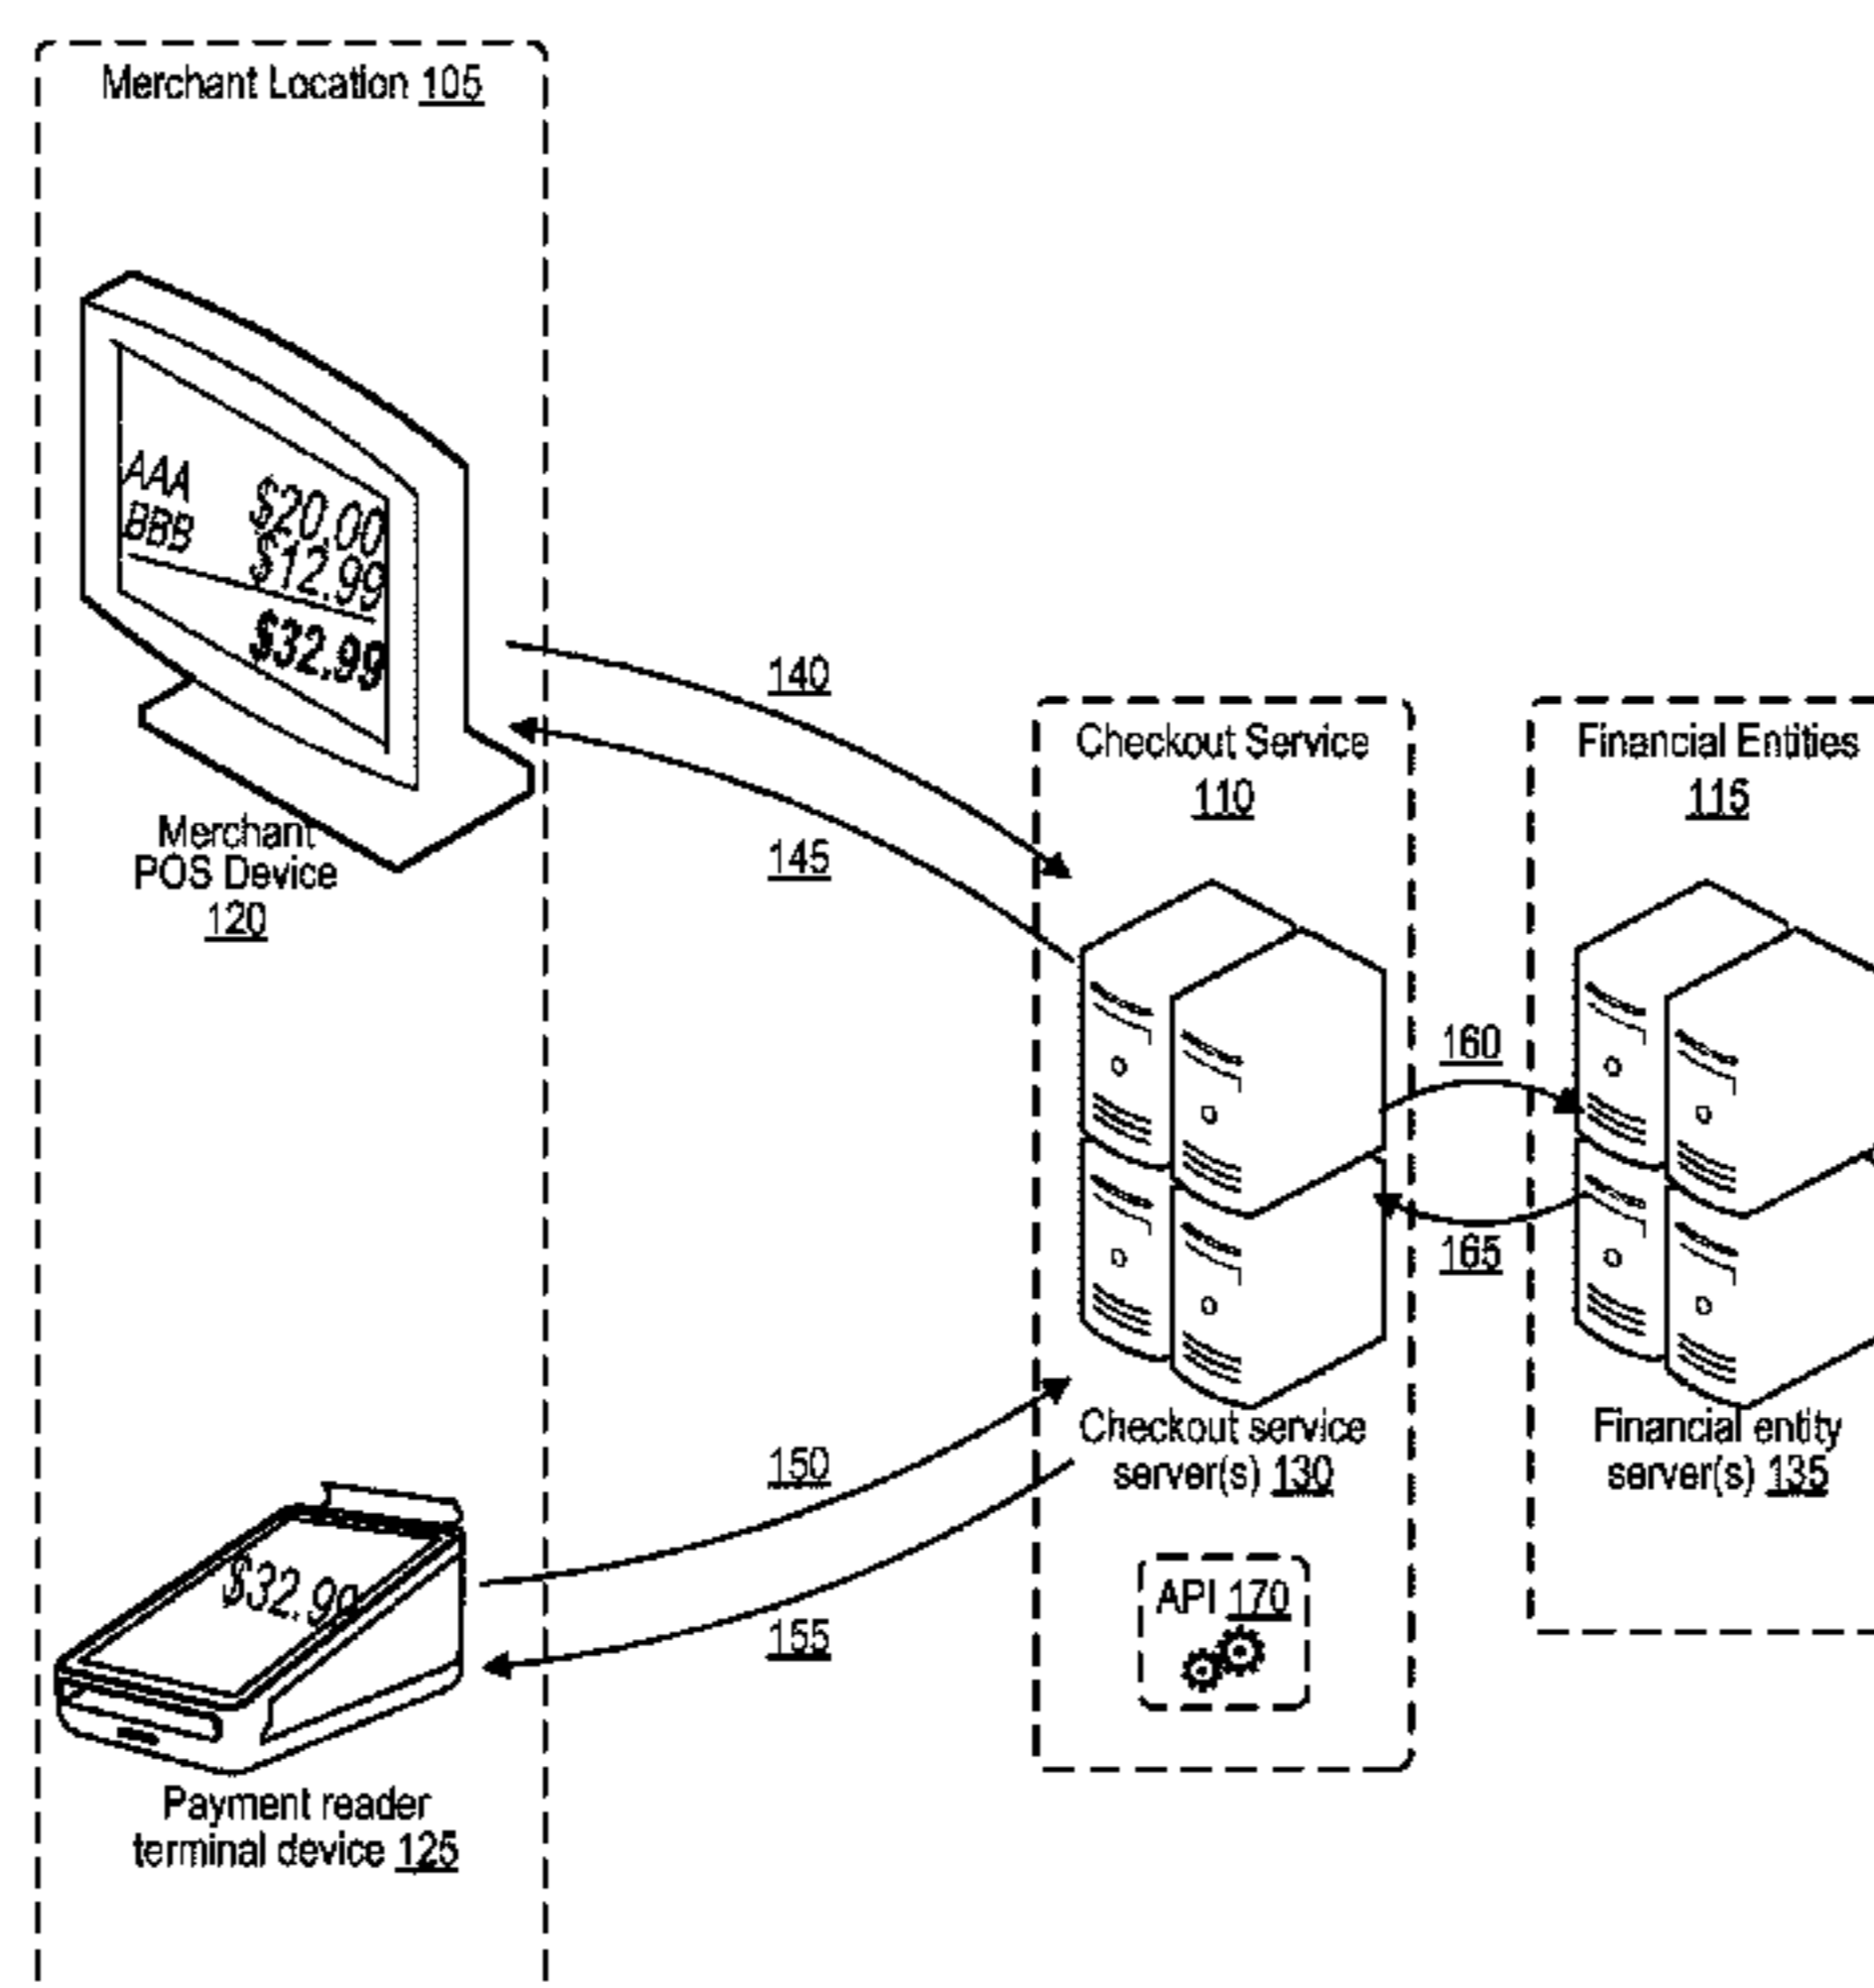 Merchant Location 105
AAA $20.00
BBB $12.99
$32.99
Merchant
POS Device
120
140
145
Checkout Service
110
Financial Entities
115
160
165
Checkout service
server(s) 130
Financial entity
server(s) 135
150
155
API 170
$32.99
Payment reader
terminal device 125